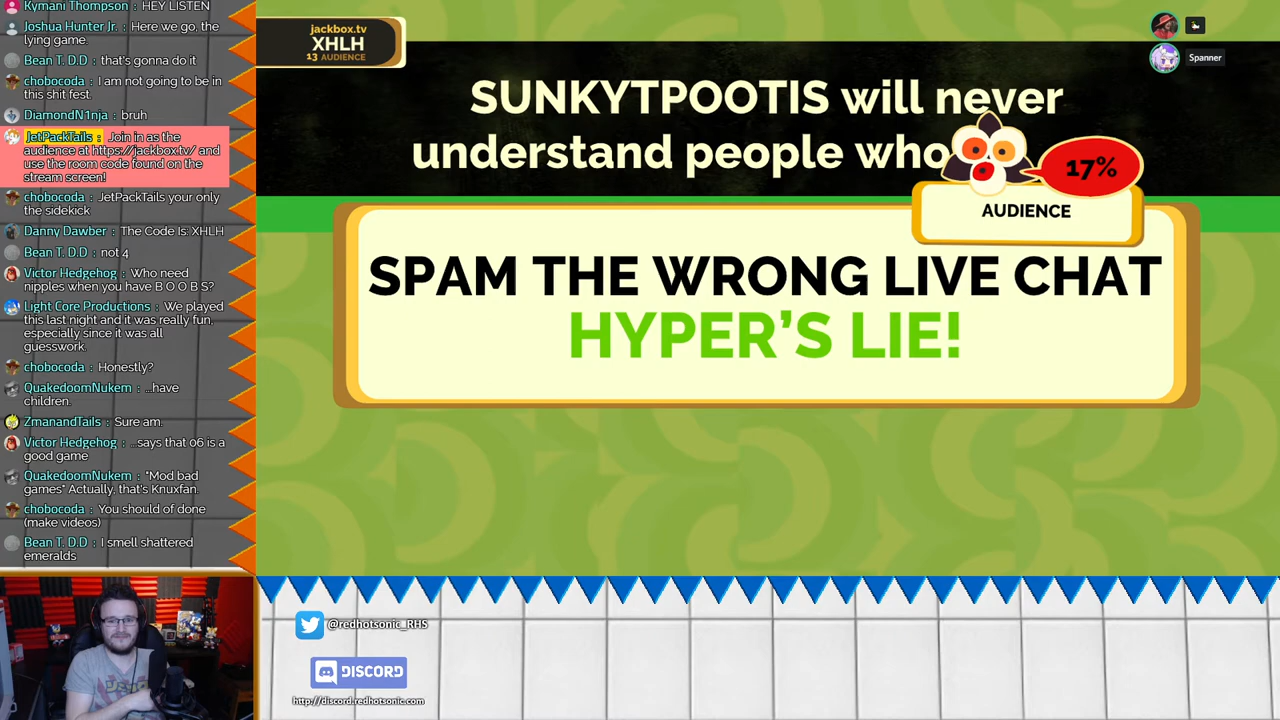 Kymani Thompson : HEY LISTEN
Joshua Hunter Jr. : Here we go, the
lying game
Bean T. D.D : that's gonna do it
chobocoda : I am not going to be in
this shit fest.
DiamondN1nja : bruh
JetPackTails : Join in as the
audience at https://jackbox.tv/ and
use the room code found on the
stream screen!
chobocoda : JetPackTails your only
the sidekick
Danny Dawber : The Code Is: XHLH
Bean T. D.D : not 4
Victor Hedgehog : Who need
nipples when you have B O O B S?
Light Core Productions : We played
this last night and it was really fun,
especially since it was all
guesswork.
chobocoda : Honestly?
QuakedoomNukem : ...have
children.
ZmanandTails : Sure am.
Victor Hedgehog : ...says that 06 is a
good game
QuakedoomNukem : "Mod bad
games" Actually, that's Knuxfan.
chobocoda : You should of done
(make videos)
Bean T. D.D : I smell shattered
emeralds
jackbox.tv
XHLH
13 AUDIENCE
Spanner
SUNKYTPOOTIS will never
understand people who
17%
AUDIENCE
SPAM THE WRONG LIVE CHAT
HYPER'S LIE!
@redhotsonic_RHS
DISCORD
http://discord.redhotsonic.com